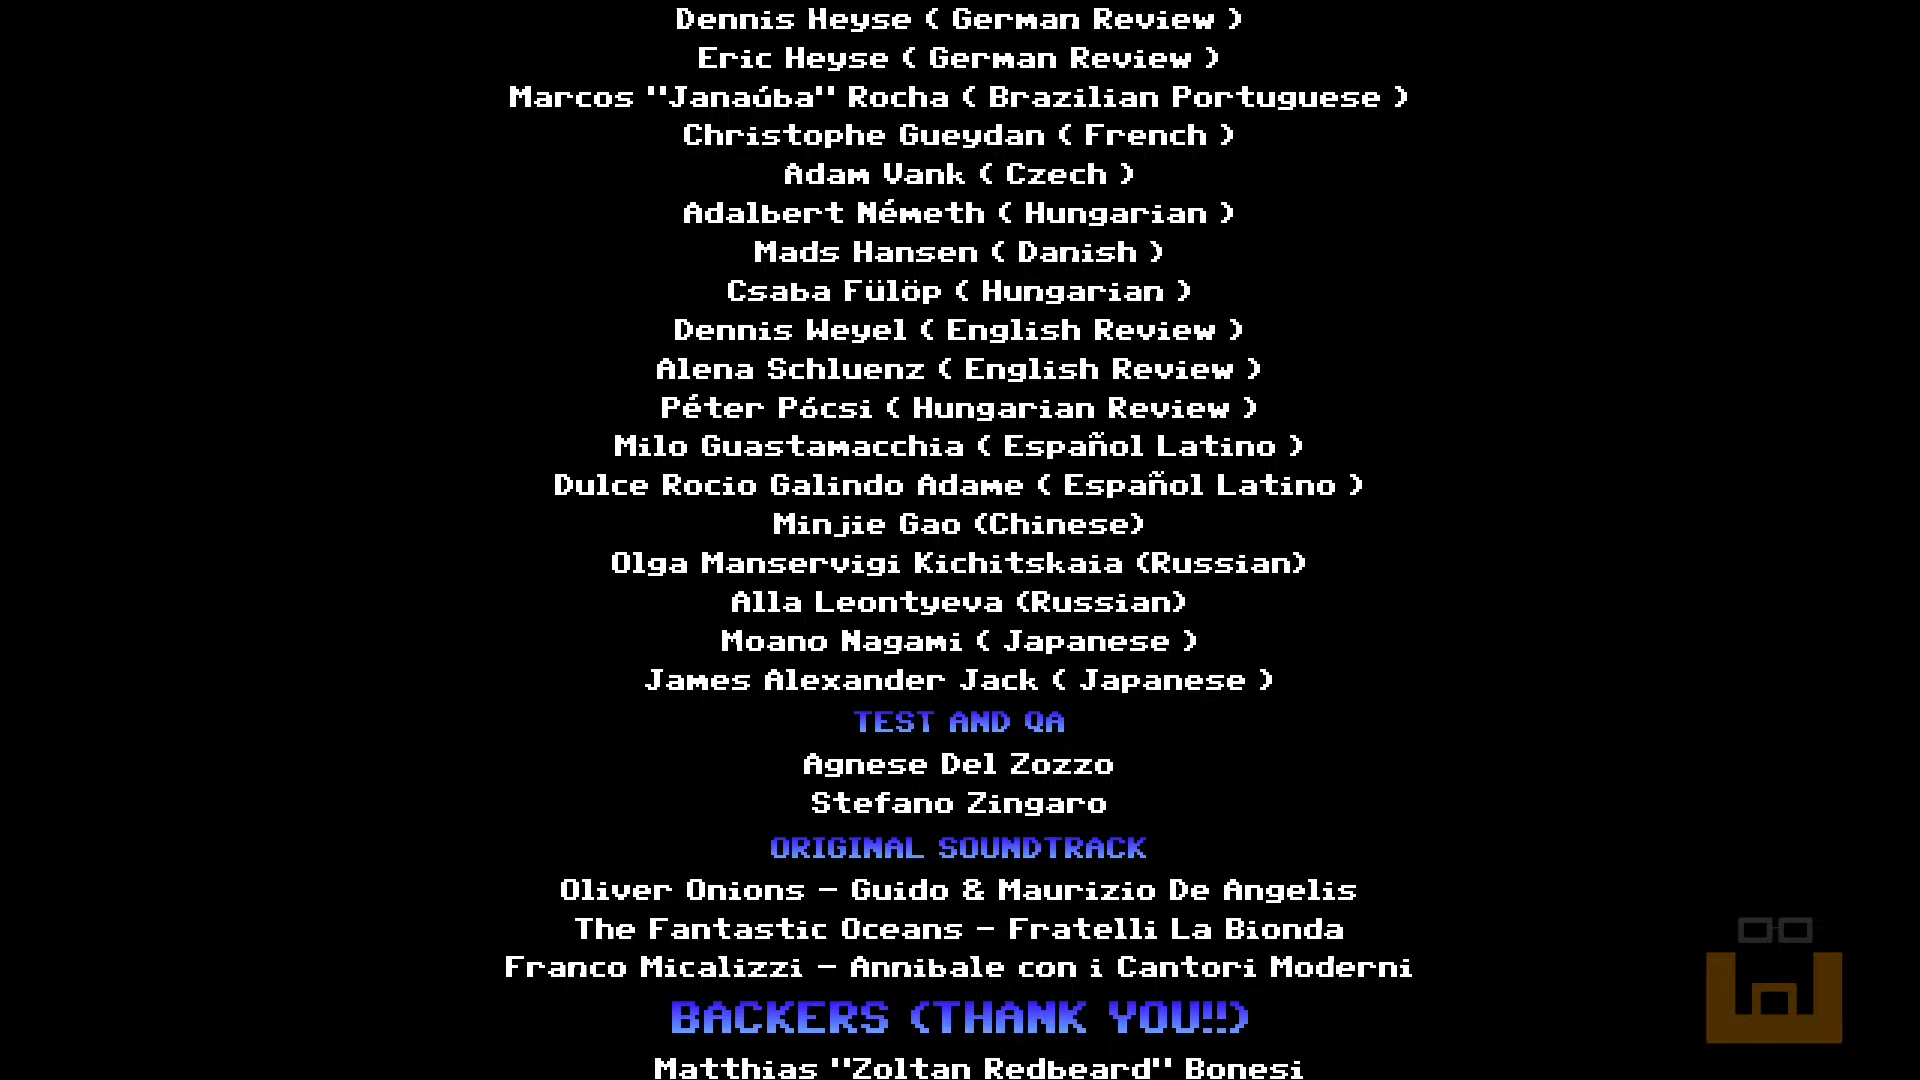 Dennis Heyse ( German Review )
Eric Heyse ( German Review )
Marcos "Janaúba" Rocha ( Brazilian Portuguese )
Christophe Gueydan ( French )
Adam Vank ( Czech )
Adalbert Németh ( Hungarian )
Mads Hansen ( Danish )
Csaba Fülöp ( Hungarian )
Dennis Weyel ( English Review )
Alena Schluenz ( English Review )
Péter Pócsi ( Hungarian Review )
Milo Guastamacchia ( Español Latino )
Dulce Rocio Galindo Adame ( Español Latino )
Minjie Gao (Chinese)
Olga Manservigi Kichitskaia (Russian)
Alla Leontyeva (Russian)
Moano Nagami ( Japanese )
James Alexander Jack ( Japanese )
TEST AND QA
Agnese Del Zozzo
Stefano Zingaro
ORIGINAL SOUNDTRACK
Oliver Onions - Guido & Maurizio De Angelis
The Fantastic Oceans - Fratelli La Bionda
Franco Micalizzi - Annibale con i Cantori Moderni
BACKERS (THANK YOU!!)
Matthias "Zoltan Redbeard" Bonesi